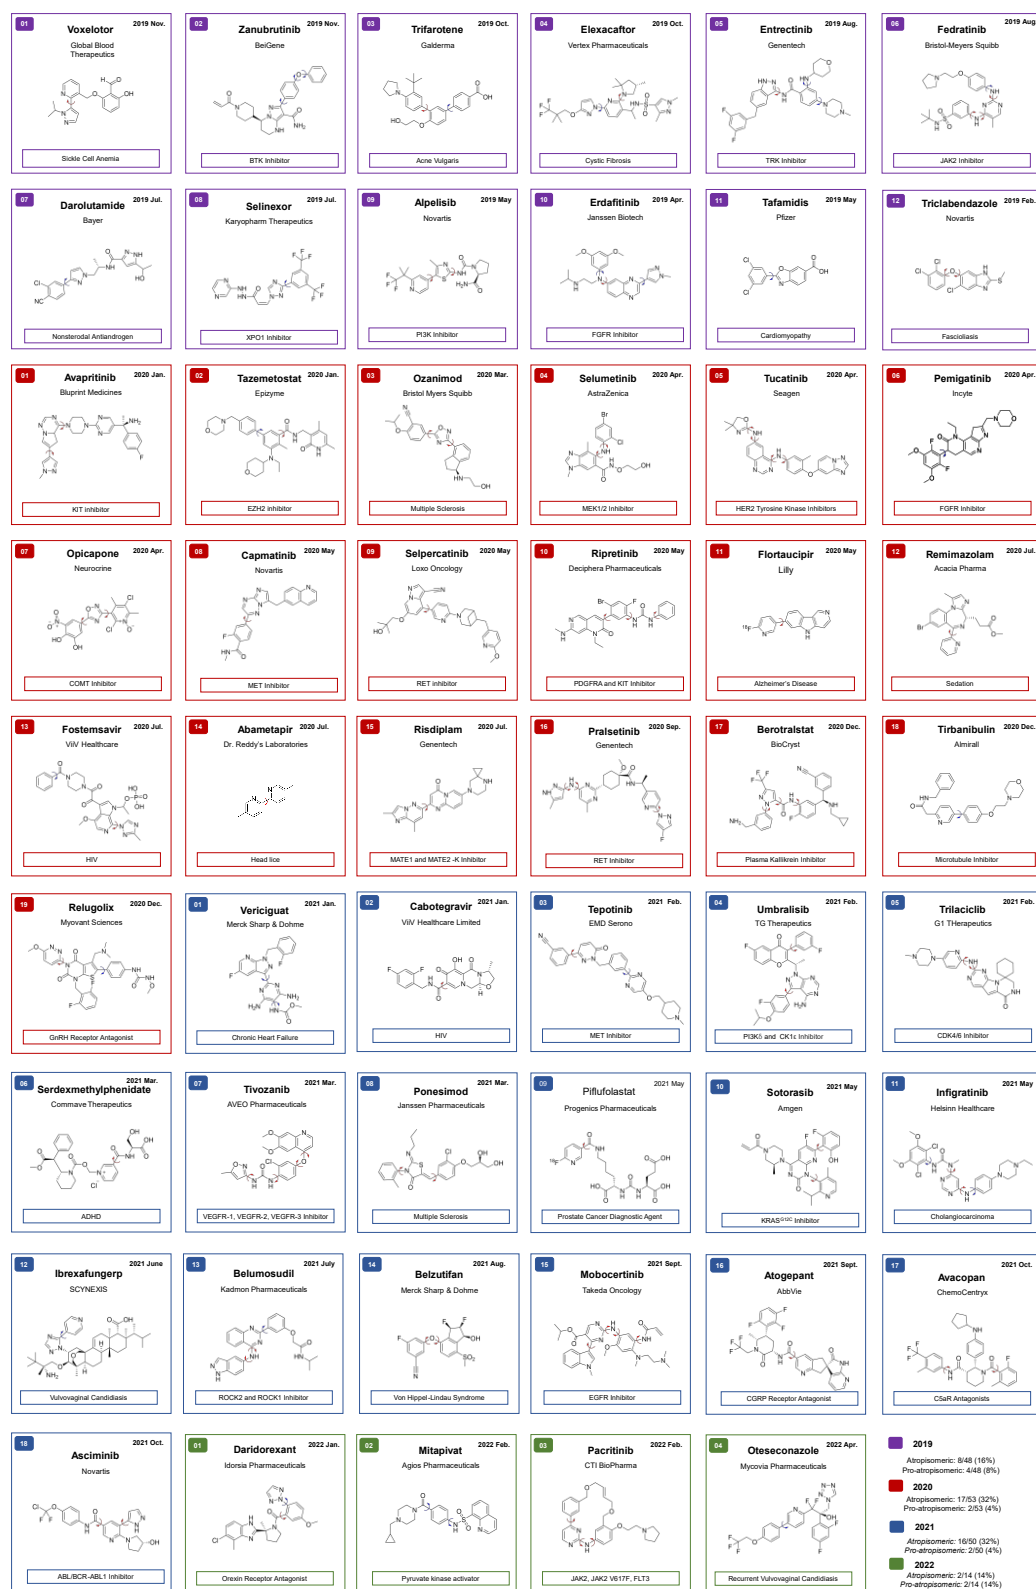 01 Voxelotor 2019 Nov.
Global Blood
Therapeutics
Sickle Cell Anemia
02 Zanubrutinib 2019 Nov.
BeiGene
BTK Inhibitor
03 Trifarotene 2019 Oct.
Galderma
Acne Vulgaris
04 Elexacaftor 2019 Oct.
Vertex Pharmaceuticals
Cystic Fibrosis
05 Entrectinib 2019 Aug.
Genentech
TRK Inhibitor
06 Fedratinib 2019 Aug
Bristol-Meyers Squibb
JAK2 Inhibitor
07 Darolutamide 2019 Jul.
Bayer
Nonsterodal Antiandrogen
08 Selinexor 2019 Jul.
Karyopharm Therapeutics
XPO1 Inhibitor
09 Alpelisib 2019 May
Novartis
PI3K Inhibitor
10 Erdafitinib 2019 Apr.
Janssen Biotech
FGFR Inhibitor
11 Tafamidis 2019 May
Pfizer
Cardiomyopathy
12 Triclabendazole 2019 Feb.
Novartis
Fascioliasis
01 Avapritinib 2020 Jan.
Bluprint Medicines
KIT inhibitor
02 Tazemetostat 2020 Jan.
Epizyme
EZH2 inhibitor
03 Ozanimod 2020 Mar.
Bristol Myers Squibb
Multiple Sclerosis
04 Selumetinib 2020 Apr.
AstraZenica
MEK1/2 Inhibitor
05 Tucatinib 2020 Apr.
Seagen
HER2 Tyrosine Kinase Inhibitors
06 Pemigatinib 2020 Apr.
Incyte
FGFR Inhibitor
07 Opicapone 2020 Apr.
Neurocrine
COMT Inhibitor
08 Capmatinib 2020 May
Novartis
MET Inhibitor
09 Selpercatinib 2020 May
Loxo Oncology
RET inhibitor
10 Ripretinib 2020 May
Deciphera Pharmaceuticals
PDGFRA and KIT Inhibitor
11 Flortaucipir 2020 May
Lilly
Alzheimer's Disease
12 Remimazolam 2020 Jul.
Acacia Pharma
Sedation
13 Fostemsavir 2020 Jul.
ViiV Healthcare
HIV
14 Abametapir 2020 Jul.
Dr. Reddy's Laboratories
Head lice
15 Risdiplam 2020 Jul.
Genentech
MATE1 and MATE2 -K Inhibitor
16 Pralsetinib 2020 Sep.
Genentech
RET Inhibitor
17 Berotralstat 2020 Dec.
BioCryst
Plasma Kallikrein Inhibitor
18 Tirbanibulin 2020 Dec.
Almirall
Microtubule Inhibitor
19 Relugolix 2020 Dec.
Myovant Sciences
GnRH Receptor Antagonist
01 Vericiguat 2021 Jan.
Merck Sharp & Dohme
Chronic Heart Failure
02 Cabotegravir 2021 Jan.
ViiV Healthcare Limited
HIV
03 Tepotinib 2021 Feb.
EMD Serono
MET Inhibitor
04 Umbralisib 2021 Feb.
TG Therapeutics
PI3Kδ and CK1ε Inhibitor
05 Trilaciclib 2021 Feb.
G1 THerapeutics
CDK4/6 Inhibitor
06 Serdexmethylphenidate 2021 Mar.
Commave Therapeutics
ADHD
07 Tivozanib 2021 Mar.
AVEO Pharmaceuticals
VEGFR-1, VEGFR-2, VEGFR-3 Inhibitor
08 Ponesimod 2021 Mar.
Janssen Pharmaceuticals
Multiple Sclerosis
09 Piflufolastat 2021 May
Progenics Pharmaceuticals
Prostate Cancer Diagnostic Agent
10 Sotorasib 2021 May
Amgen
KRASG12C Inhibitor
11 Infigratinib 2021 May
Helsinn Healthcare
Cholangiocarcinoma
12 Ibrexafungerp 2021 June
SCYNEXIS
Vulvovaginal Candidiasis
13 Belumosudil 2021 July
Kadmon Pharmaceuticals
ROCK2 and ROCK1 Inhibitor
14 Belzutifan 2021 Aug.
Merck Sharp & Dohme
Von Hippel-Lindau Syndrome
15 Mobocertinib 2021 Sept.
Takeda Oncology
EGFR Inhibitor
16 Atogepant 2021 Sept.
AbbVie
CGRP Receptor Antagonist
17 Avacopan 2021 Oct.
ChemoCentryx
C5aR Antagonists
18 Asciminib 2021 Oct.
Novartis
ABL/BCR-ABL1 Inhibitor
01 Daridorexant 2022 Jan.
Idorsia Pharmaceuticals
Orexin Receptor Antagonist
02 Mitapivat 2022 Feb.
Agios Pharmaceuticals
Pyruvate kinase activator
03 Pacritinib 2022 Feb.
CTI BioPharma
JAK2, JAK2 V617F, FLT3
04 Oteseconazole 2022 Apr.
Mycovia Pharmaceuticals
Recurrent Vulvovaginal Candidiasis
2019
Atropisomeric: 8/48 (16%)
Pro-atropisomeric: 4/48 (8%)
2020
Atropisomeric: 17/53 (32%)
Pro-atropisomeric: 2/53 (4%)
2021
Atropisomeric: 16/50 (32%)
Pro-atropisomeric: 2/50 (4%)
2022
Atropisomeric: 2/14 (14%)
Pro-atropisomeric: 2/14 (14%)